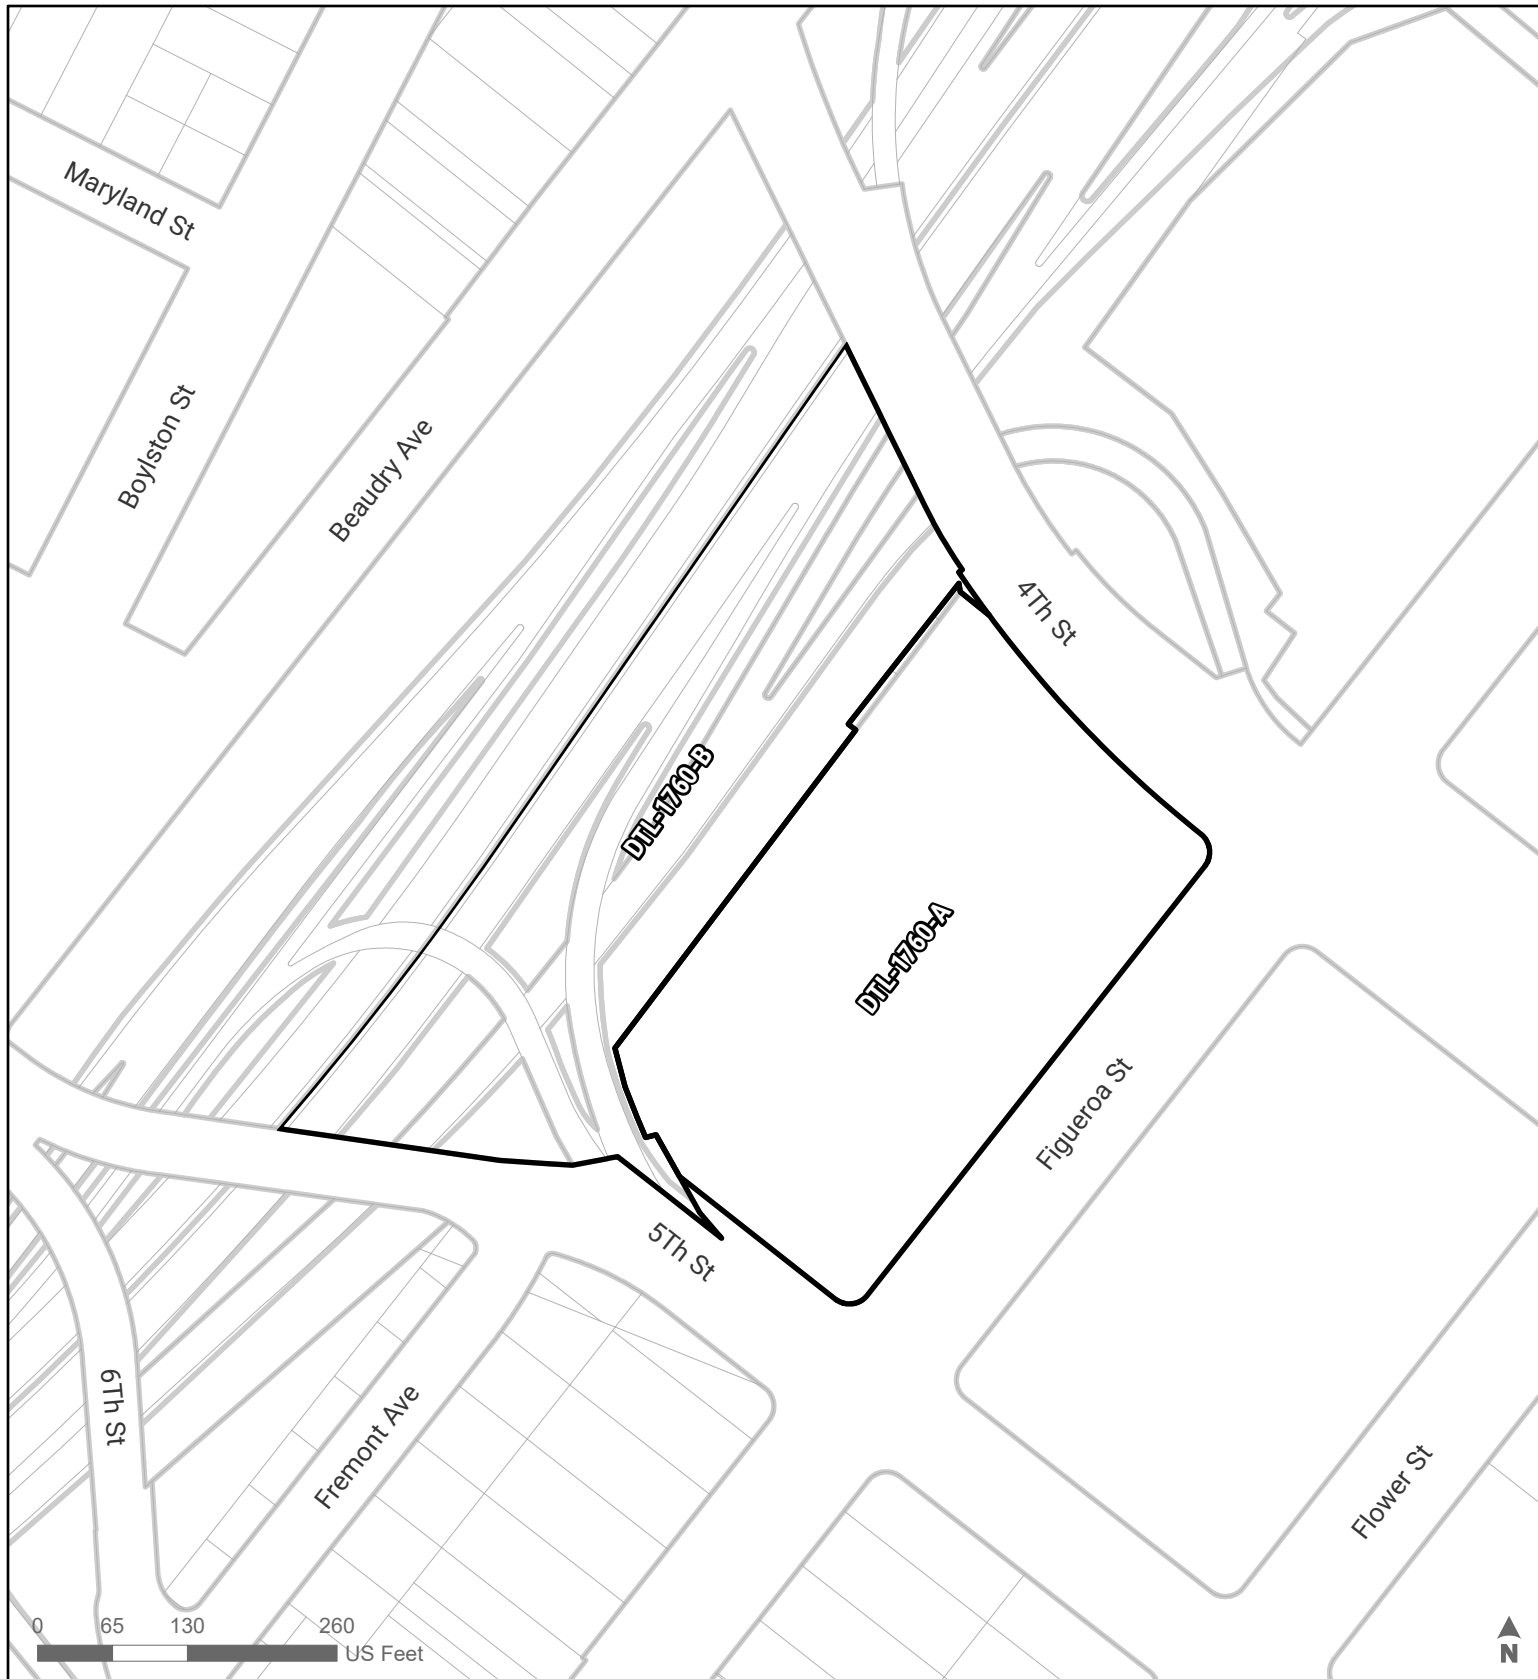 Maryland St
Boylston St
Beaudry Ave
4Th St
DTL-1760-B
DTL-1760-A
Figueroa St
5Th St
6Th St
Fremont Ave
Flower St
0 65 130 260
US Feet
N